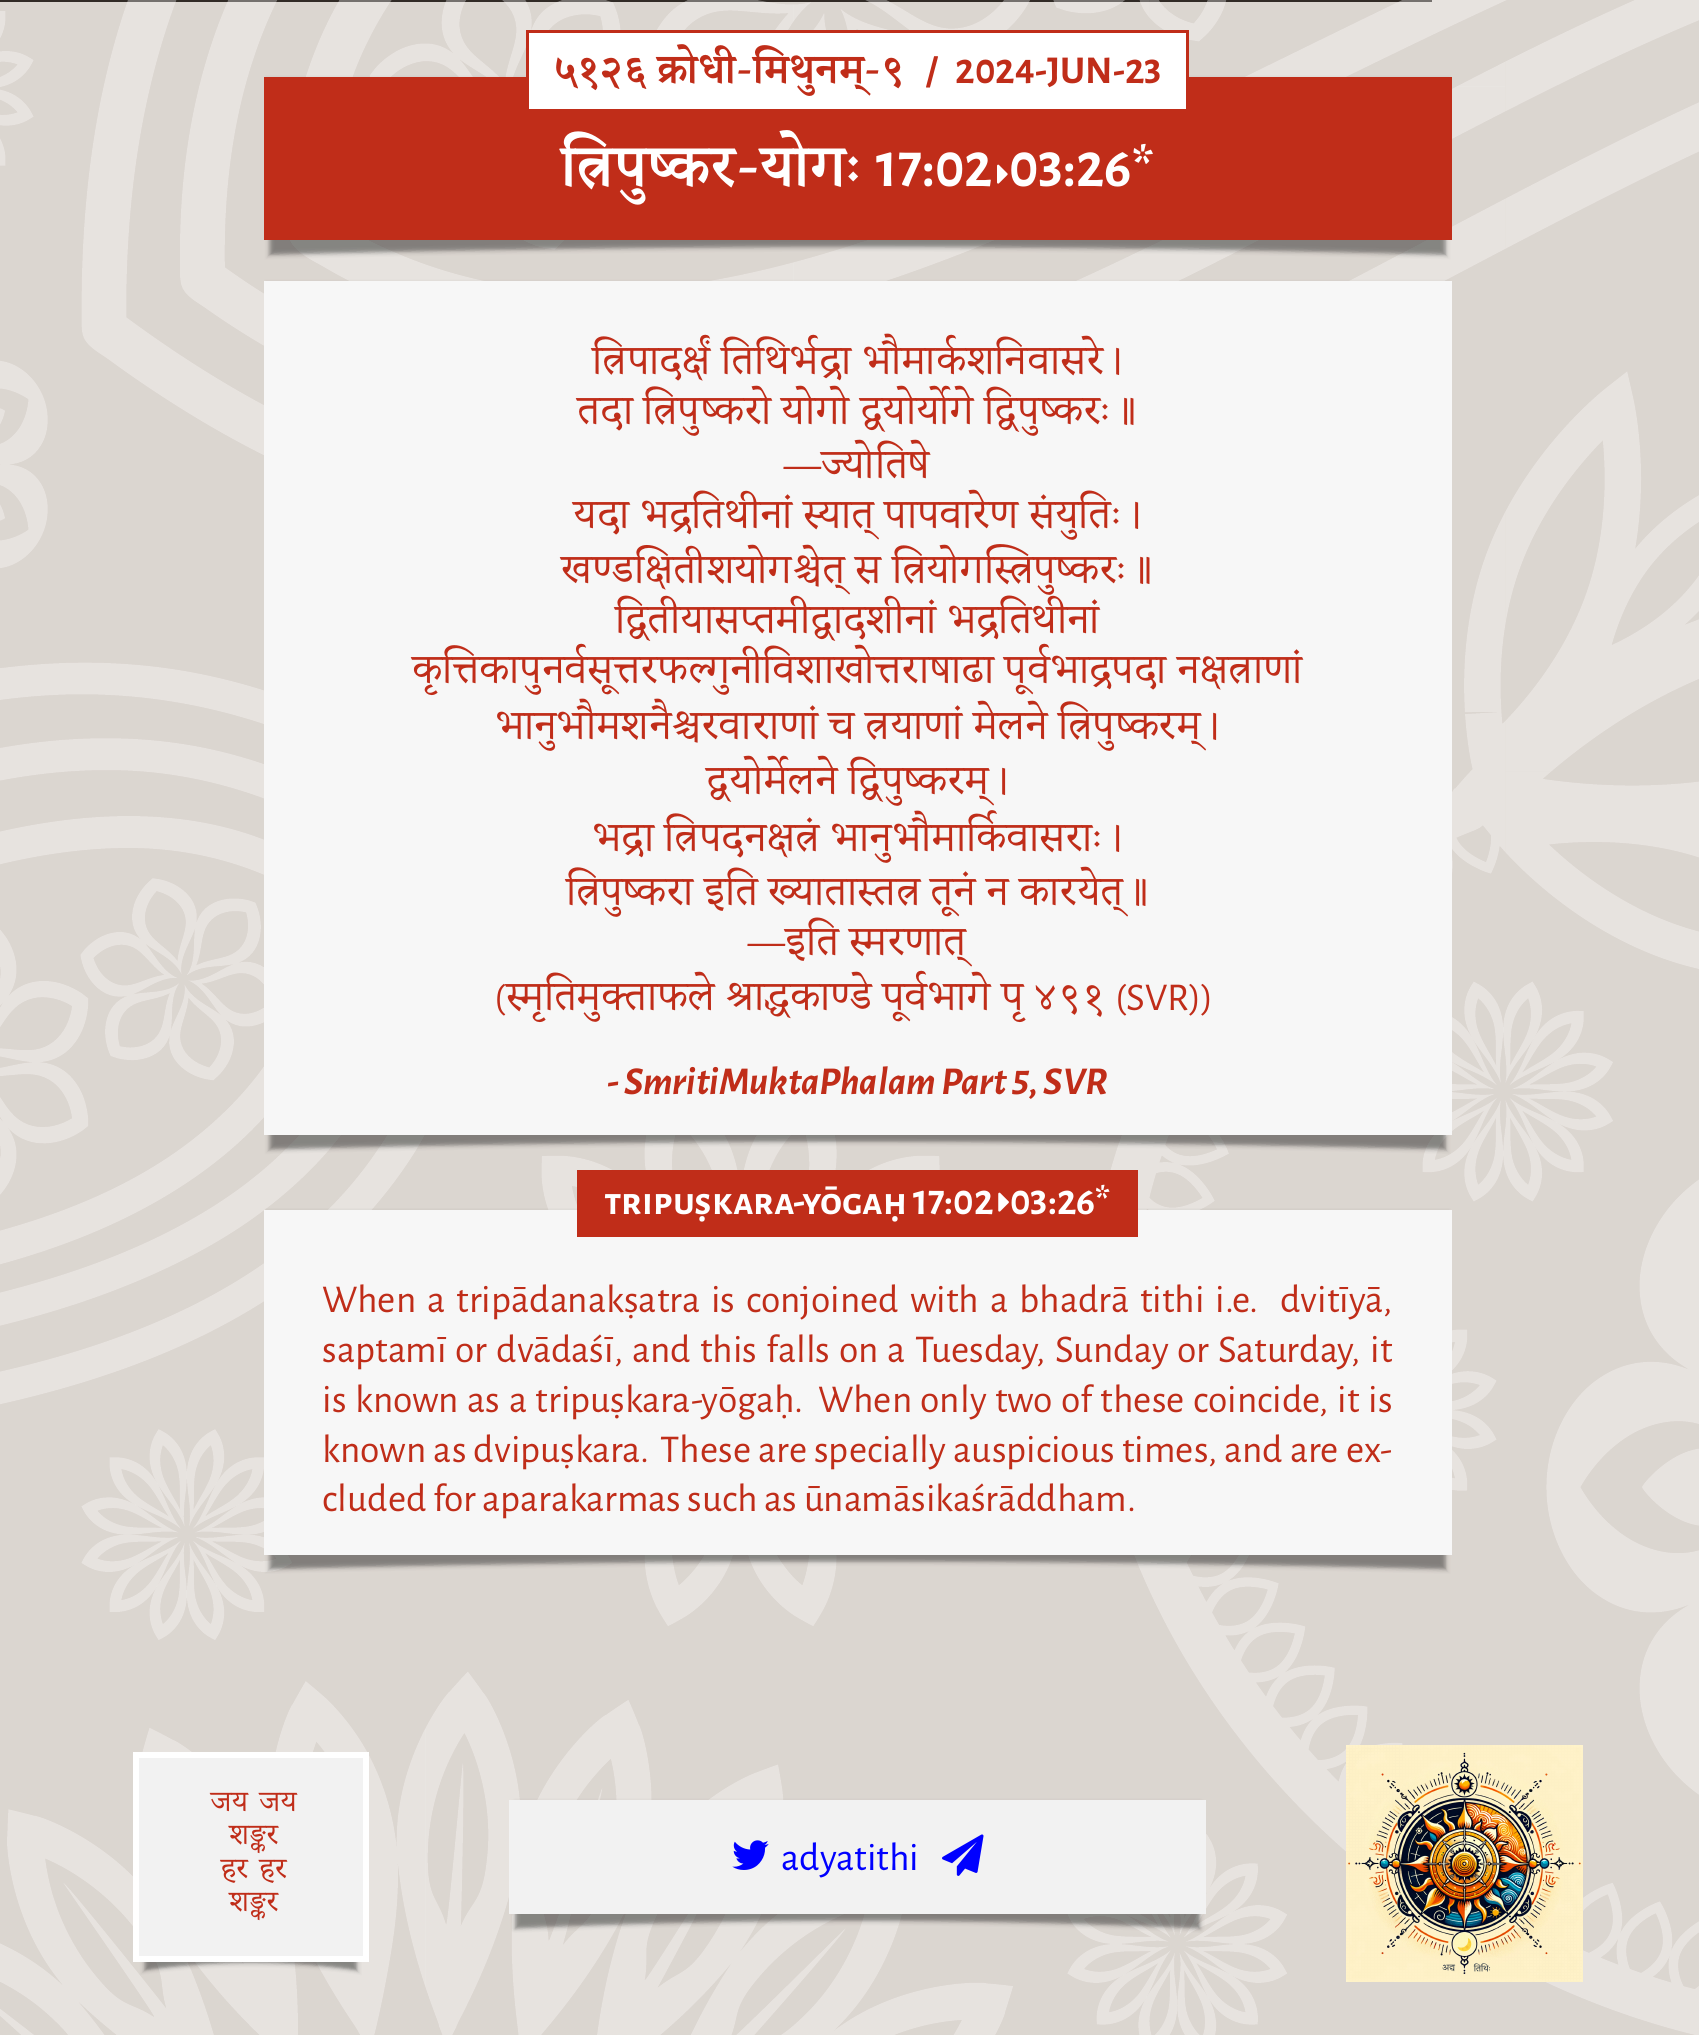 ५१२६ क्रोधी-मिथुनम्-९ / 2024-JUN-23
त्रिपुष्कर-योगः 17:02▸03:26*
त्रिपादर्क्षं तिथिर्भद्रा भौमार्कशनिवासरे।
तदा त्रिपुष्करो योगो द्वयोर्योगे द्विपुष्करः॥
—ज्योतिषे
यदा भद्रतिथीनां स्यात् पापवारेण संयुतिः।
खण्डक्षितीशयोगश्चेत् स त्रियोगस्त्रिपुष्करः॥
द्वितीयासप्तमीद्वादशीनां भद्रतिथीनां
कृत्तिकापुनर्वसूत्तरफल्गुनीविशाखोत्तराषाढा पूर्वभाद्रपदा नक्षत्राणां
भानुभौमशनैश्चरवाराणां च त्रयाणां मेलने त्रिपुष्करम्।
द्वयोर्मेलने द्विपुष्करम्।
भद्रा त्रिपदनक्षत्रं भानुभौमार्किवासराः।
त्रिपुष्करा इति ख्यातास्तत्र तूनं न कारयेत्॥
—इति स्मरणात्
(स्मृतिमुक्ताफले श्राद्धकाण्डे पूर्वभागे पृ ४९१ (SVR))
- SmritiMuktaPhalam Part 5, SVR
TRIPUṢKARA-YŌGAḤ 17:02▸03:26*
When a tripādanakṣatra is conjoined with a bhadrā tithi i.e. dvitīyā,
saptamī or dvādaśī, and this falls on a Tuesday, Sunday or Saturday, it
is known as a tripuṣkara-yōgaḥ. When only two of these coincide, it is
known as dvipuṣkara. These are specially auspicious times, and are ex-
cluded for aparakarmas such as ūnamāsikaśrāddham.
जय जय
शङ्कर
हर हर
शङ्कर
adyatithi
अद्य तिथिः